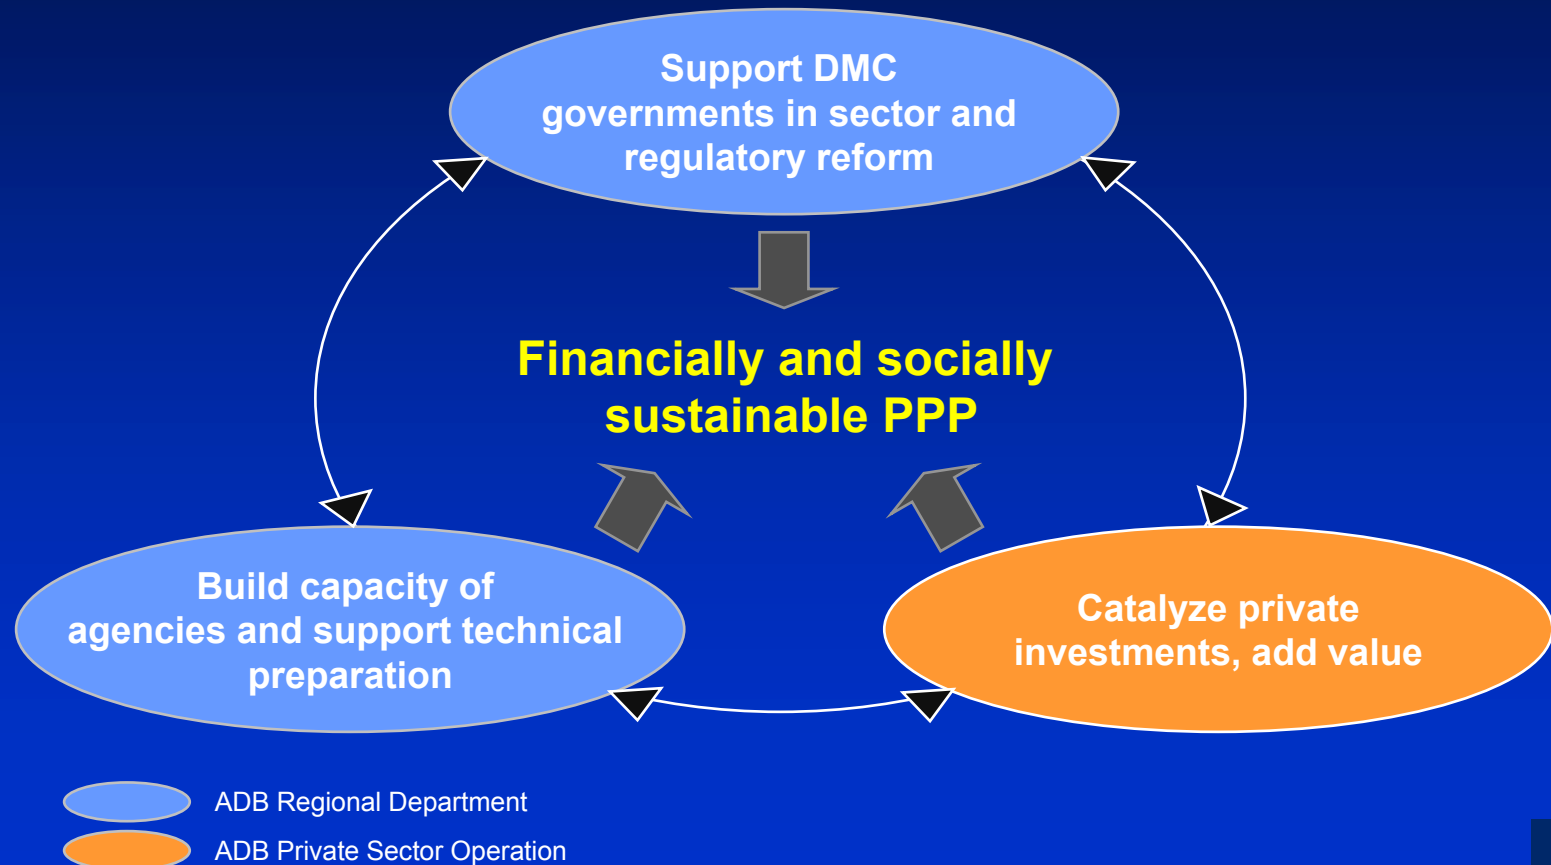 Support DMC
governments in sector and
regulatory reform
Financially and socially
sustainable PPP
Build capacity of
agencies and support technical
preparation
Catalyze private
investments, add value
ADB Regional Department
ADB Private Sector Operation